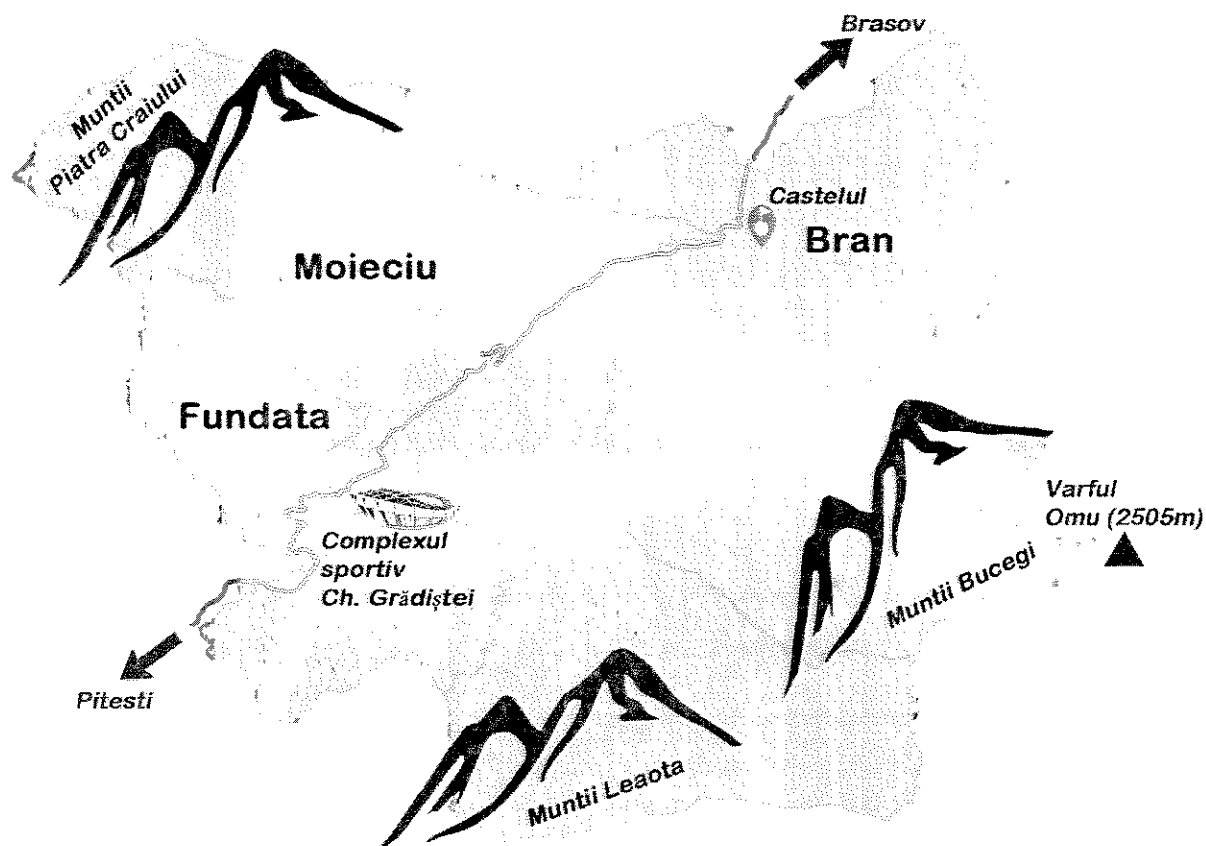 Brasov
Muntii
Piatra Craiului
Castelul
Bran
Moieciu
Fundata
Varful
Omu (2505m)
Complexul
sportiv
Ch. Grădiștei
Muntii Bucegi
Pitesti
Muntii Leaota